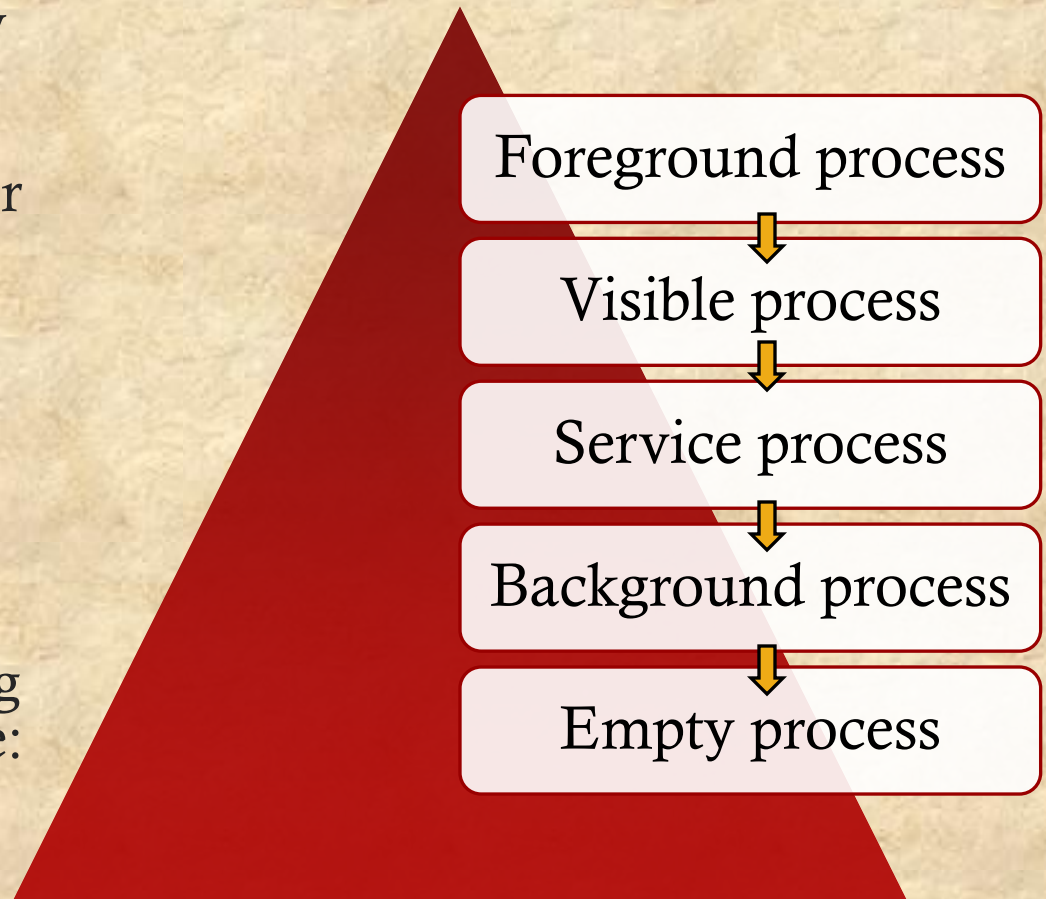 r
Foreground process
Visible process
Service process
Background process
g
e:
Empty process